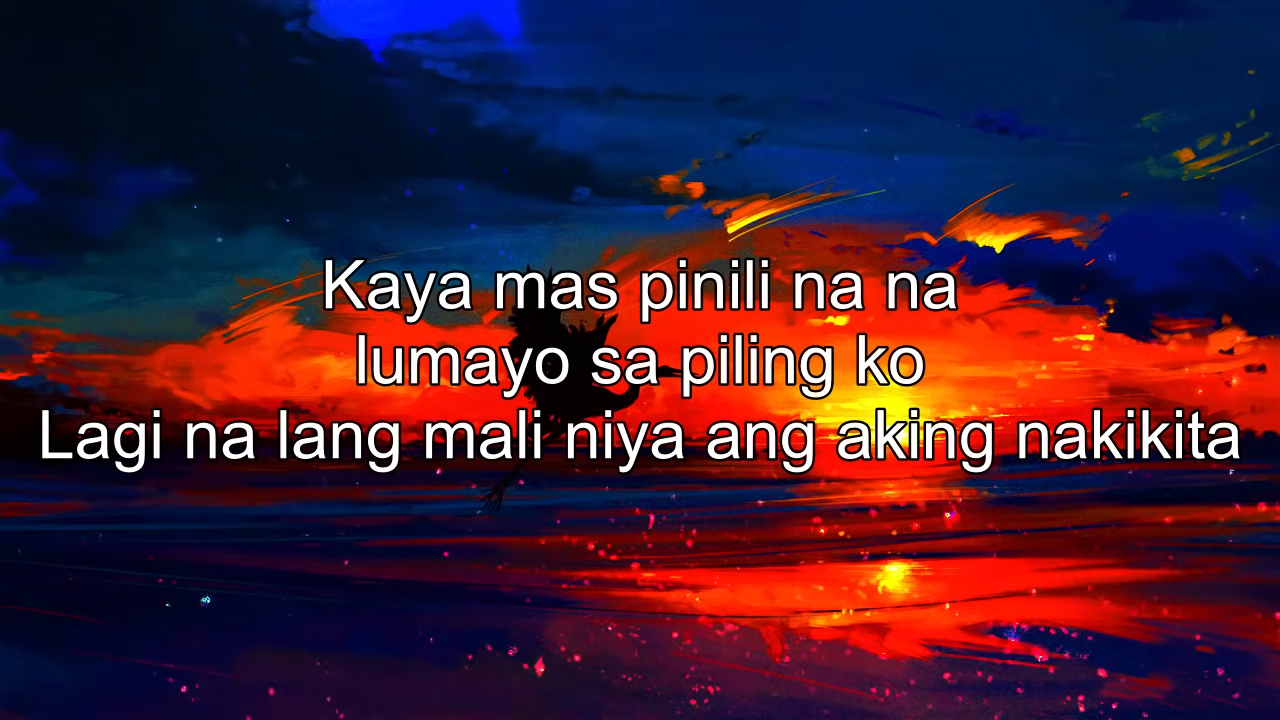 Kaya mas pinili na na
lumayo sa piling ko
Lagi na lang mali niya ang aking nakikita